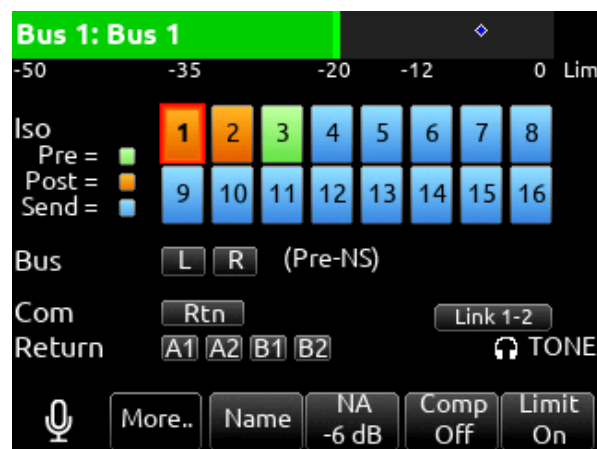 Bus 1: Bus 1
-50 -35 -20 -12 0 Lim
Iso 1 2 3 4 5 6 7 8
Pre =
Post =
Send = 9 10 11 12 13 14 15 16
Bus L R (Pre-NS)
Com Rtn Link 1-2
Return A1 A2 B1 B2 TONE
More.. Name NA -6 dB Comp Off Limit On